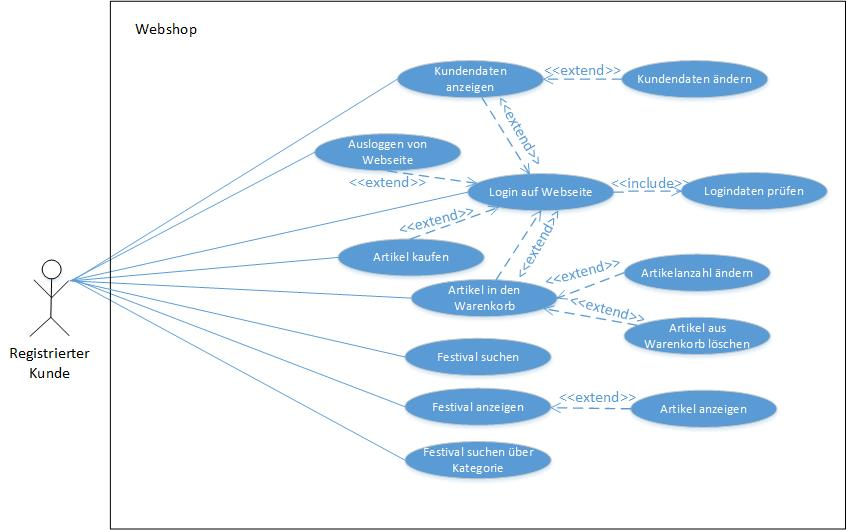 Webshop
Kundendaten
anzeigen
<<extend>>
Kundendaten ändern
<<extend>>
Ausloggen von
Webseite
<<extend>>
Login auf Webseite
<<include>>
Logindaten prüfen
<<extend>>
Artikel kaufen
<<extend>>
Artikel in den
Warenkorb
<<extend>>
Artikelanzahl ändern
<<extend>>
Artikel aus
Warenkorb löschen
Registrierter
Kunde
Festival suchen
Festival anzeigen
<<extend>>
Artikel anzeigen
Festival suchen über
Kategorie